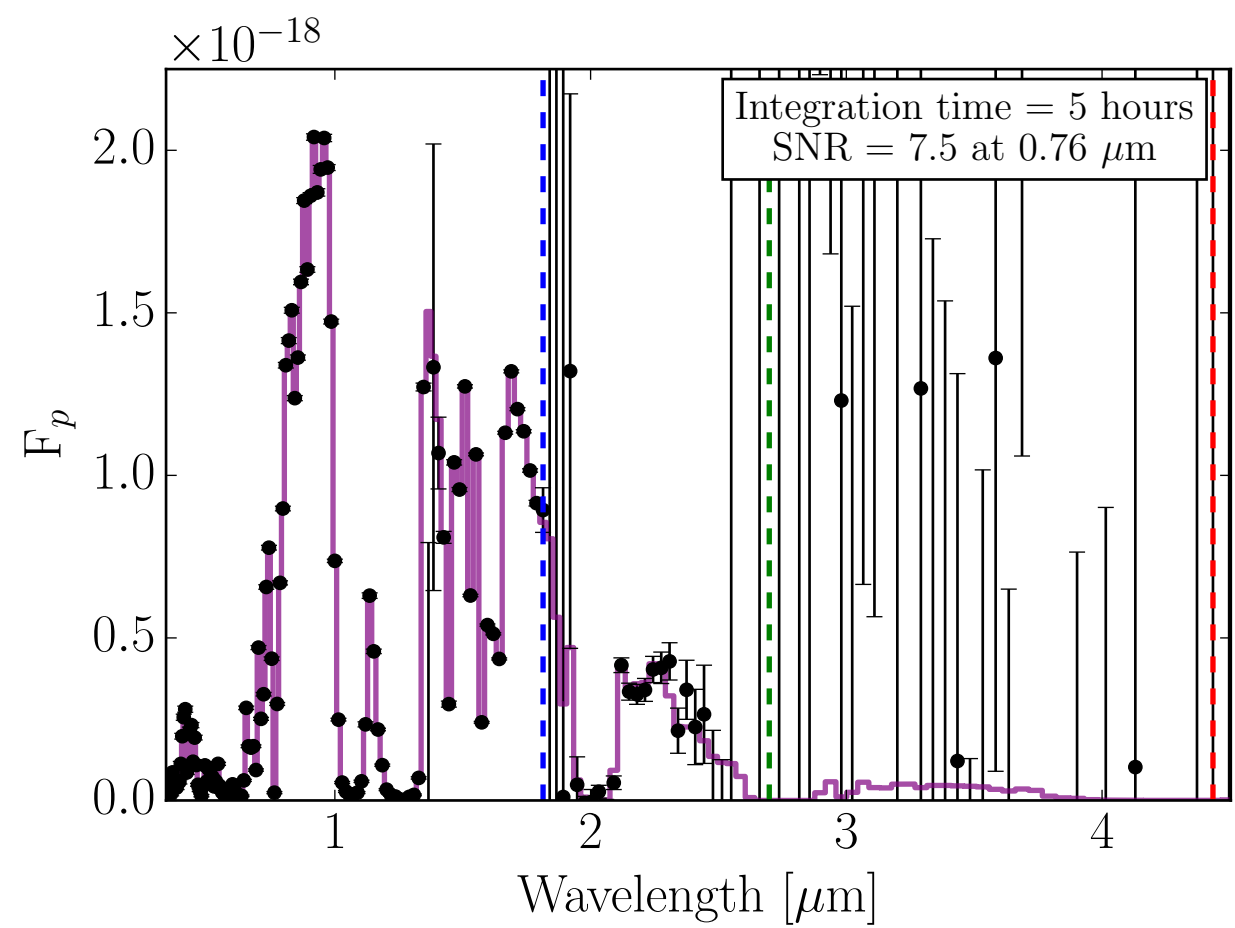 ×10⁻¹⁸
2.0
1.5
1.0
0.5
0.0
F_p
Integration time = 5 hours
SNR = 7.5 at 0.76 μm
1 2 3 4
Wavelength [μm]